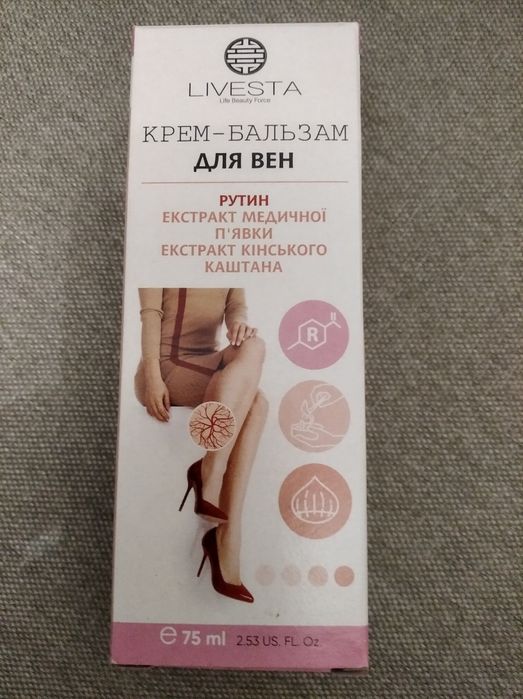 LIVESTA
Life Beauty Force
КРЕМ-БАЛЬЗАМ
ДЛЯ ВЕН
РУТИН
ЕКСТРАКТ МЕДИЧНОЇ
П'ЯВКИ
ЕКСТРАКТ КІНСЬКОГО
КАШТАНА
R
℮ 75 ml 2.53 US. FL. Oz.